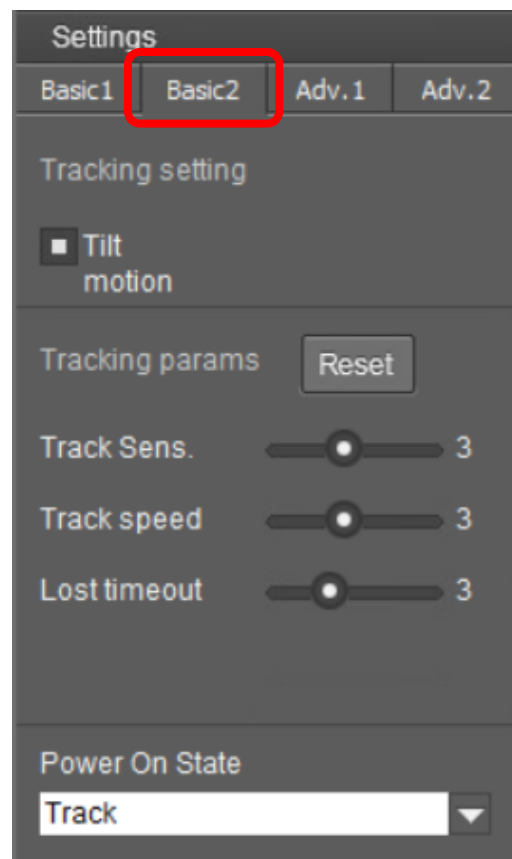 Settings
Basic1 Basic2 Adv.1 Adv.2
Tracking setting
Tilt
motion
Tracking params Reset
Track Sens. 3
Track speed 3
Lost timeout 3
Power On State
Track